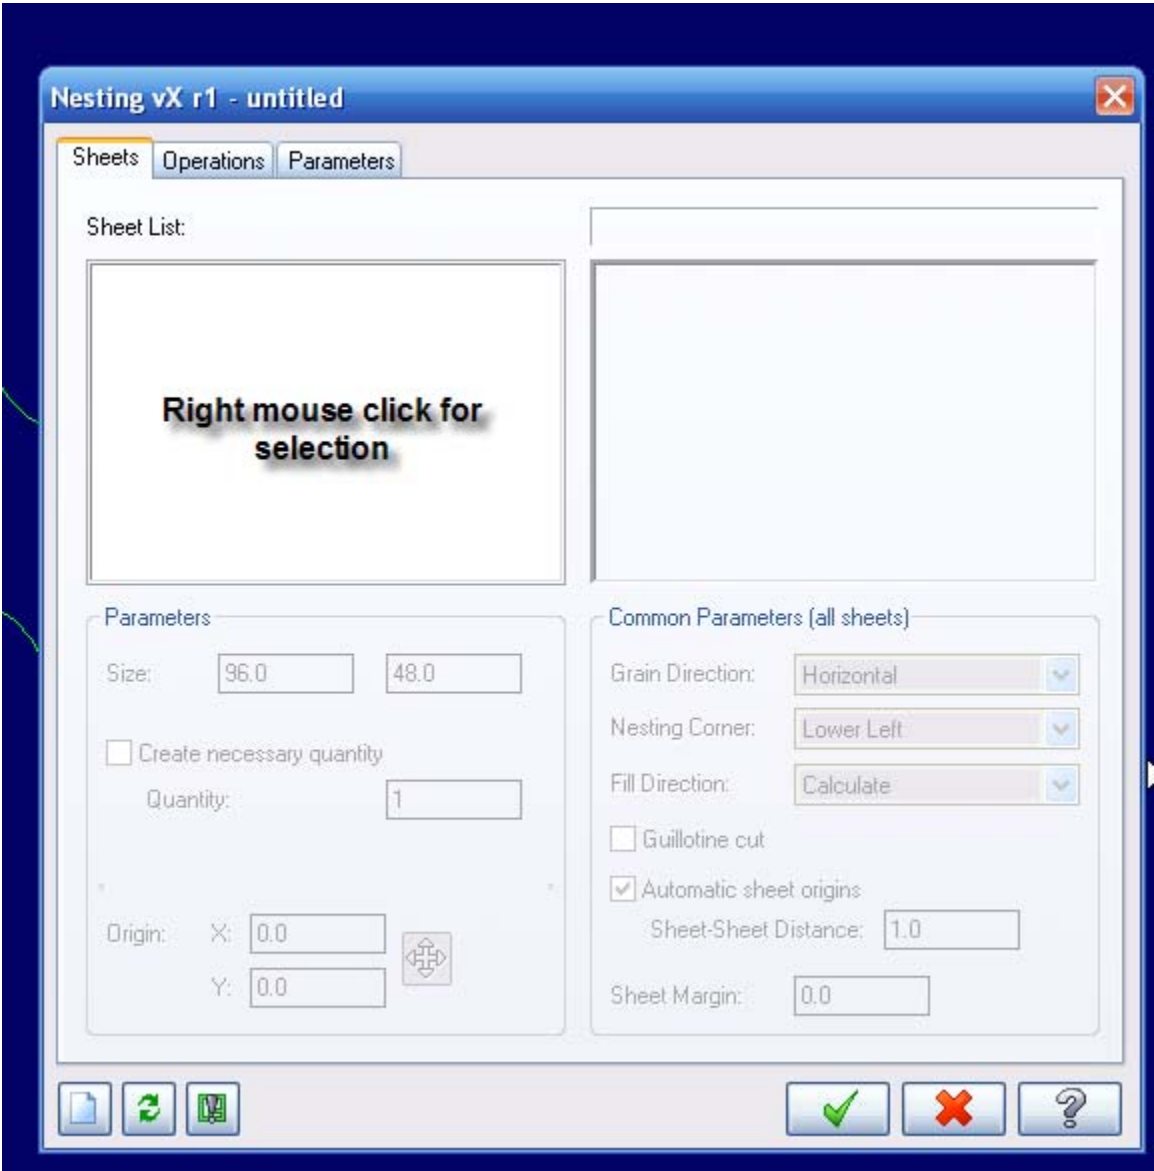 Nesting vX r1 - untitled
Sheets Operations Parameters
Sheet List:
Right mouse click for
selection
Parameters
Size: 96.0 48.0
Create necessary quantity
Quantity: 1
Origin: X: 0.0
Y: 0.0
Common Parameters (all sheets)
Grain Direction: Horizontal
Nesting Corner: Lower Left
Fill Direction: Calculate
Guillotine cut
Automatic sheet origins
Sheet-Sheet Distance: 1.0
Sheet Margin: 0.0